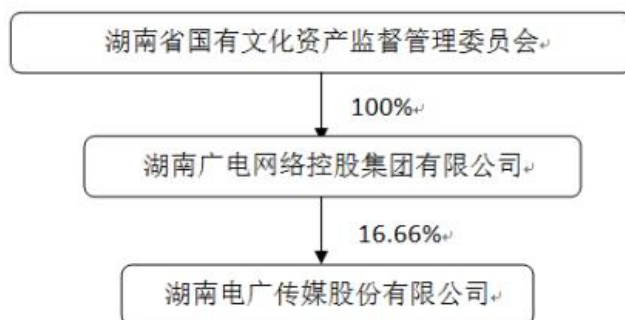 湖南省国有文化资产监督管理委员会
100%
湖南广电网络控股集团有限公司
16.66%
湖南电广传媒股份有限公司